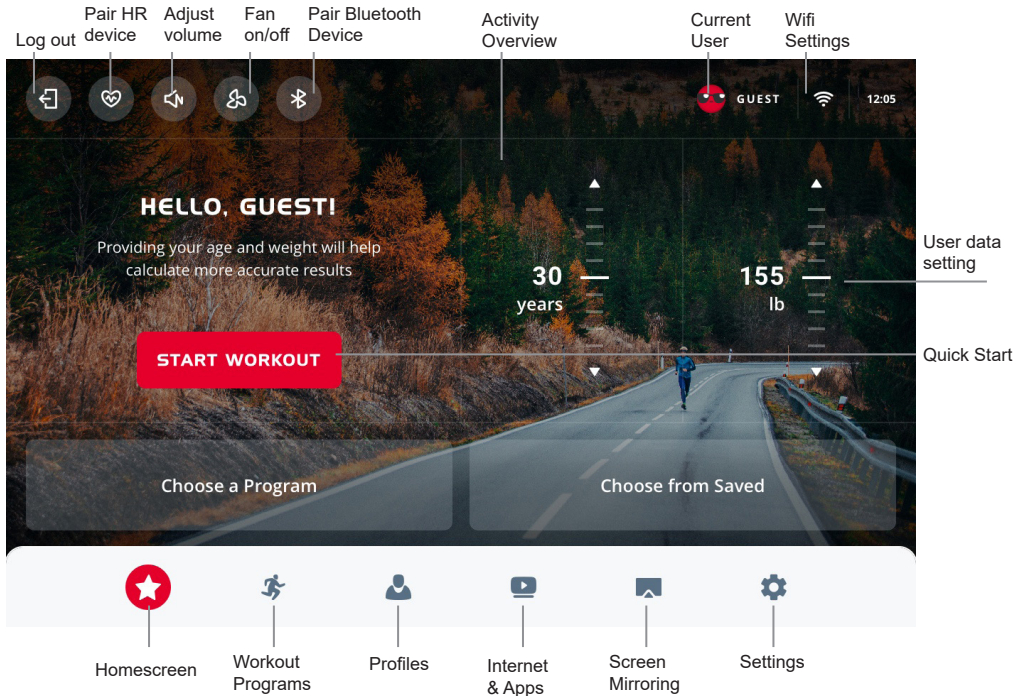 Log out
Pair HR
device
Adjust
volume
Fan
on/off
Pair Bluetooth
Device
Activity
Overview
Current
User
Wifi
Settings
GUEST
12:05
HELLO, GUEST!
Providing your age and weight will help
calculate more accurate results
30
years
155
lb
User data
setting
START WORKOUT
Quick Start
Choose a Program
Choose from Saved
Homescreen
Workout
Programs
Profiles
Internet
& Apps
Screen
Mirroring
Settings